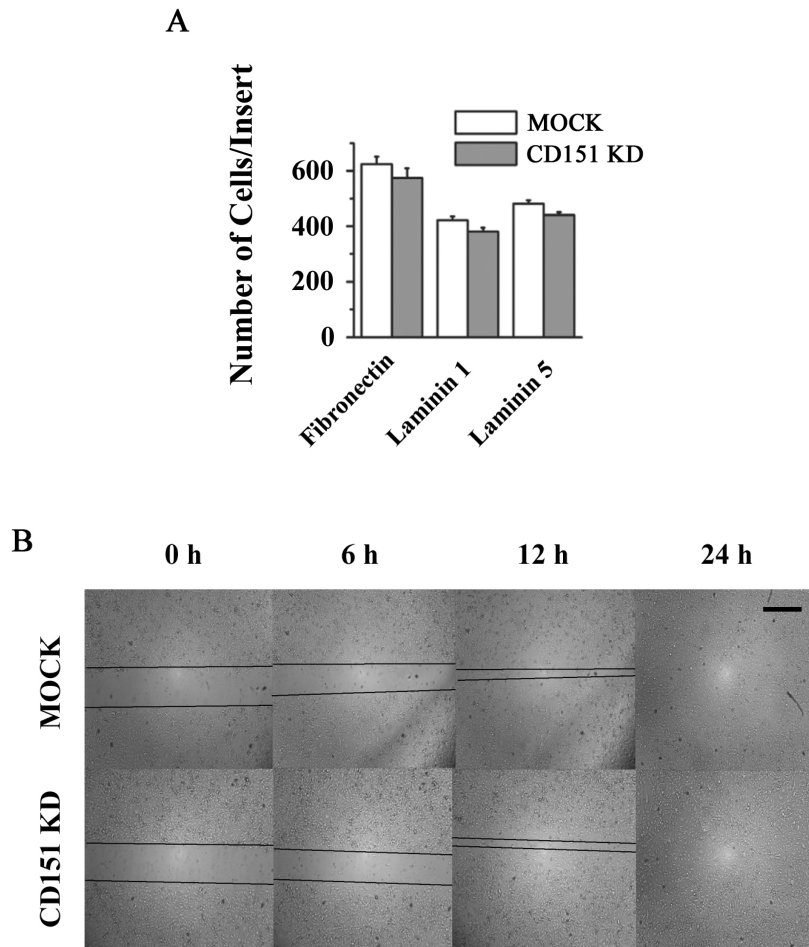 A
Number of Cells/Insert
MOCK
CD151 KD
600
400
200
0
Fibronectin
Laminin 1
Laminin 5
B
0 h 6 h 12 h 24 h
MOCK
CD151 KD